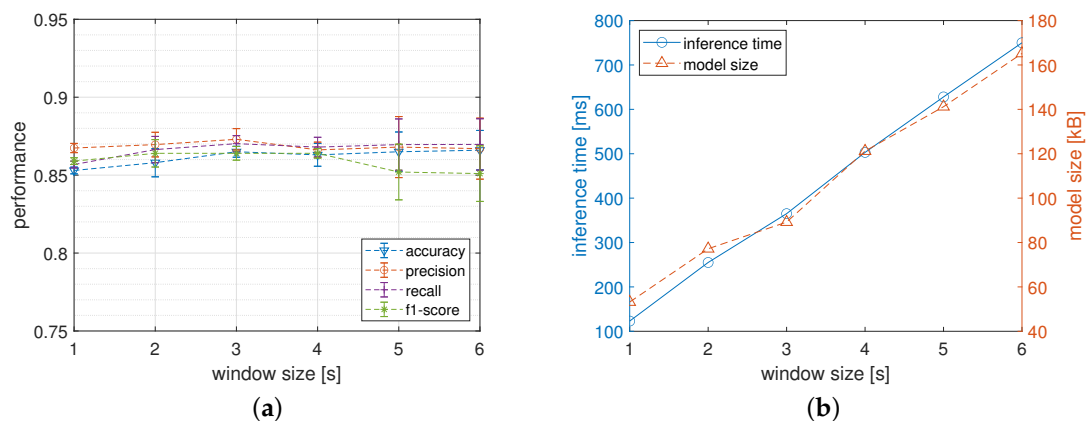 0.95
0.9
0.85
0.8
0.75
performance
1 2 3 4 5 6
window size [s]
accuracy
precision
recall
f1-score
(a)
800
700
600
500
400
300
200
100
inference time [ms]
inference time
model size
180
160
140
120
100
80
60
40
model size [kB]
1 2 3 4 5 6
window size [s]
(b)